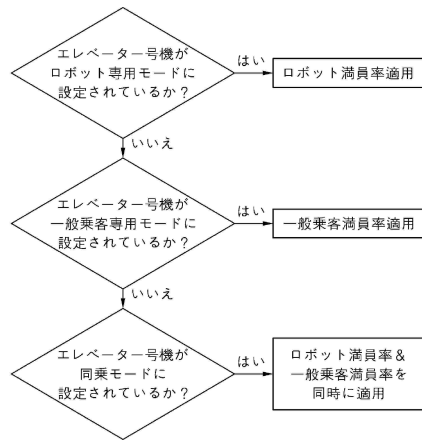 エレベーター号機が
ロボット専用モードに
設定されているか?
はい
ロボット満員率適用
いいえ
エレベーター号機が
一般乗客専用モードに
設定されているか?
はい
一般乗客満員率適用
いいえ
エレベーター号機が
同乗モードに
設定されているか?
はい
ロボット満員率&
一般乗客満員率を
同時に適用